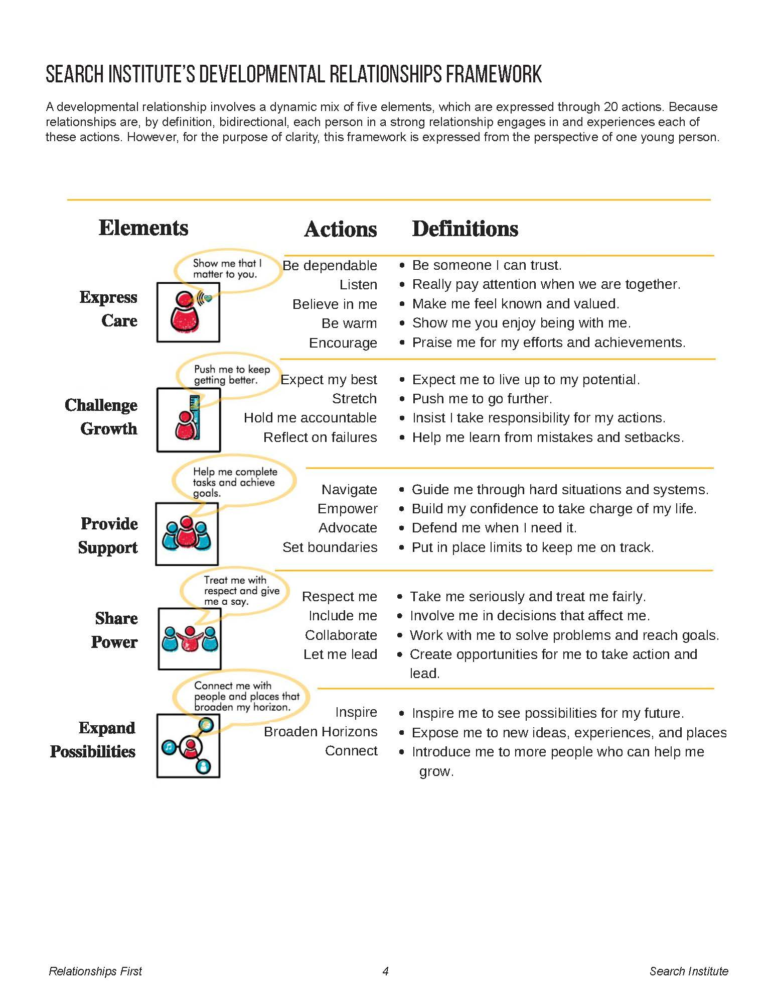 SEARCH INSTITUTE'S DEVELOPMENTAL RELATIONSHIPS FRAMEWORK
A developmental relationship involves a dynamic mix of five elements, which are expressed through 20 actions. Because
relationships are, by definition, bidirectional, each person in a strong relationship engages in and experiences each of
these actions. However, for the purpose of clarity, this framework is expressed from the perspective of one young person.
Elements Actions Definitions
Express
Care
Show me that I
matter to you.
Be dependable • Be someone I can trust.
Listen • Really pay attention when we are together.
Believe in me • Make me feel known and valued.
Be warm • Show me you enjoy being with me.
Encourage • Praise me for my efforts and achievements.
Challenge
Growth
Push me to keep
getting better.
Expect my best • Expect me to live up to my potential.
Stretch • Push me to go further.
Hold me accountable • Insist I take responsibility for my actions.
Reflect on failures • Help me learn from mistakes and setbacks.
Provide
Support
Help me complete
tasks and achieve
goals.
Navigate • Guide me through hard situations and systems.
Empower • Build my confidence to take charge of my life.
Advocate • Defend me when I need it.
Set boundaries • Put in place limits to keep me on track.
Share
Power
Treat me with
respect and give
me a say.
Respect me • Take me seriously and treat me fairly.
Include me • Involve me in decisions that affect me.
Collaborate • Work with me to solve problems and reach goals.
Let me lead • Create opportunities for me to take action and
lead.
Expand
Possibilities
Connect me with
people and places that
broaden my horizon.
Inspire • Inspire me to see possibilities for my future.
Broaden Horizons • Expose me to new ideas, experiences, and places
Connect • Introduce me to more people who can help me
grow.
Relationships First 4 Search Institute